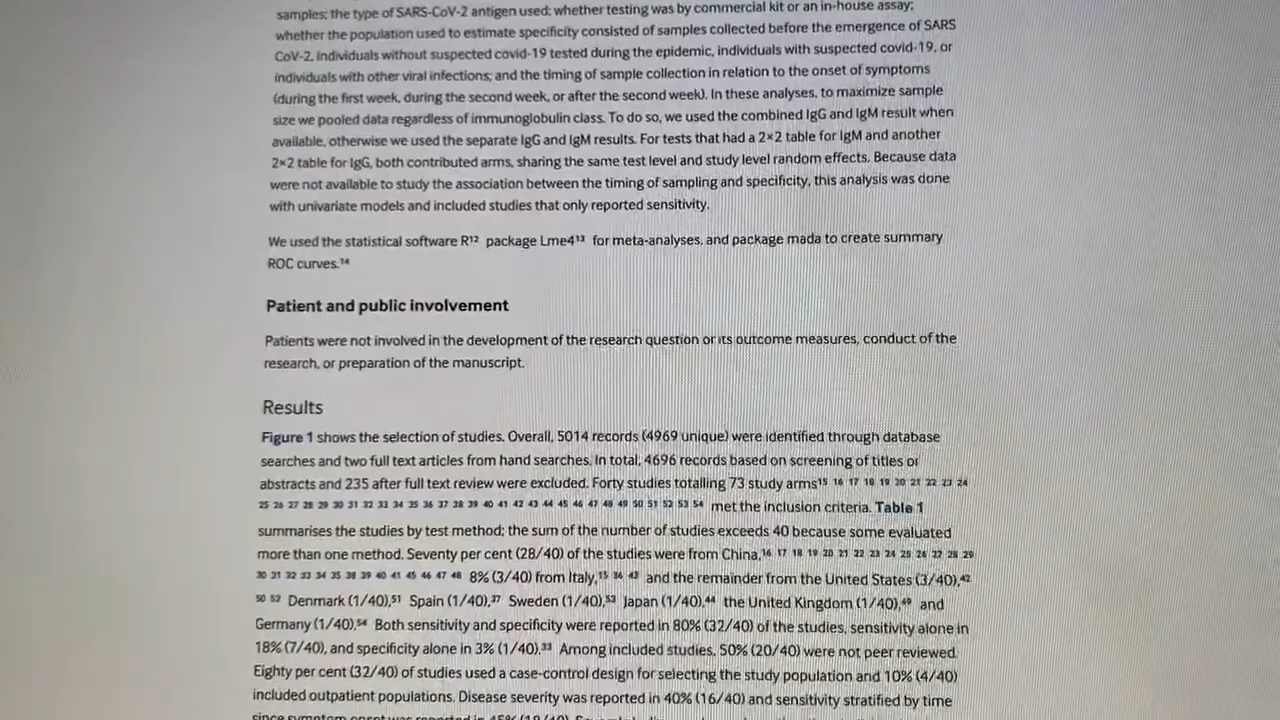 samples; the type of SARS-CoV-2 antigen used; whether testing was by commercial kit or an in-house assay;
whether the population used to estimate specificity consisted of samples collected before the emergence of SARS
CoV-2, individuals without suspected covid-19 tested during the epidemic, individuals with suspected covid-19, or
individuals with other viral infections; and the timing of sample collection in relation to the onset of symptoms
(during the first week, during the second week, or after the second week). In these analyses, to maximize sample
size we pooled data regardless of immunoglobulin class. To do so, we used the combined IgG and IgM result when
available, otherwise we used the separate IgG and IgM results. For tests that had a 2×2 table for IgM and another
2×2 table for IgG, both contributed arms, sharing the same test level and study level random effects. Because data
were not available to study the association between the timing of sampling and specificity, this analysis was done
with univariate models and included studies that only reported sensitivity.
We used the statistical software R¹² package Lme4¹³ for meta-analyses, and package mada to create summary
ROC curves.¹⁴
Patient and public involvement
Patients were not involved in the development of the research question or its outcome measures, conduct of the
research, or preparation of the manuscript.
Results
Figure 1 shows the selection of studies. Overall, 5014 records (4969 unique) were identified through database
searches and two full text articles from hand searches. In total, 4696 records based on screening of titles or
abstracts and 235 after full text review were excluded. Forty studies totalling 73 study arms¹⁵ ¹⁶ ¹⁷ ¹⁸ ¹⁹ ²⁰ ²¹ ²² ²³ ²⁴
²⁵ ²⁶ ²⁷ ²⁸ ²⁹ ³⁰ ³¹ ³² ³³ ³⁴ ³⁵ ³⁶ ³⁷ ³⁸ ³⁹ ⁴⁰ ⁴¹ ⁴² ⁴³ ⁴⁴ ⁴⁵ ⁴⁶ ⁴⁷ ⁴⁸ ⁴⁹ ⁵⁰ ⁵¹ ⁵² ⁵³ ⁵⁴ met the inclusion criteria. Table 1
summarises the studies by test method; the sum of the number of studies exceeds 40 because some evaluated
more than one method. Seventy per cent (28/40) of the studies were from China,¹⁶ ¹⁷ ¹⁸ ¹⁹ ²⁰ ²¹ ²² ²³ ²⁴ ²⁵ ²⁶ ²⁷ ²⁸ ²⁹
³⁰ ³¹ ³² ³³ ³⁴ ³⁵ ³⁸ ³⁹ ⁴⁰ ⁴¹ ⁴⁵ ⁴⁶ ⁴⁷ ⁴⁸ 8% (3/40) from Italy,¹⁵ ³⁶ ⁴³ and the remainder from the United States (3/40),⁴²
⁵⁰ ⁵² Denmark (1/40),⁵¹ Spain (1/40),³⁷ Sweden (1/40),⁵³ Japan (1/40),⁴⁴ the United Kingdom (1/40),⁴⁹ and
Germany (1/40).⁵⁴ Both sensitivity and specificity were reported in 80% (32/40) of the studies, sensitivity alone in
18% (7/40), and specificity alone in 3% (1/40).³³ Among included studies, 50% (20/40) were not peer reviewed.
Eighty per cent (32/40) of studies used a case-control design for selecting the study population and 10% (4/40)
included outpatient populations. Disease severity was reported in 40% (16/40) and sensitivity stratified by time
since symptom onset was reported in 45% (18/40).